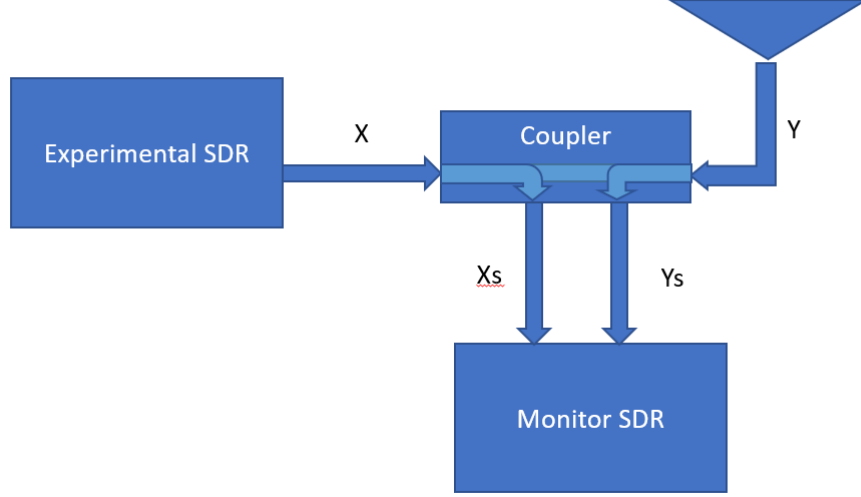 Experimental SDR
X
Coupler
Y
Xs
Ys
Monitor SDR